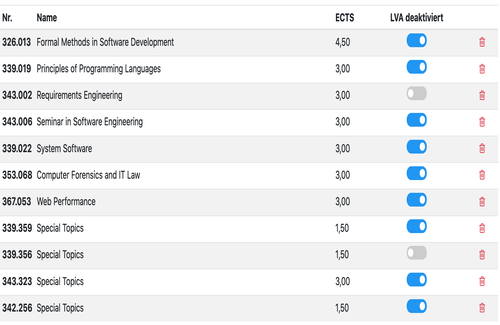 Nr. Name ECTS LVA deaktiviert
326.013 Formal Methods in Software Development 4,50
339.019 Principles of Programming Languages 3,00
343.002 Requirements Engineering 3,00
343.006 Seminar in Software Engineering 3,00
339.022 System Software 3,00
353.068 Computer Forensics and IT Law 3,00
367.053 Web Performance 3,00
339.359 Special Topics 1,50
339.356 Special Topics 1,50
343.323 Special Topics 3,00
342.256 Special Topics 1,50